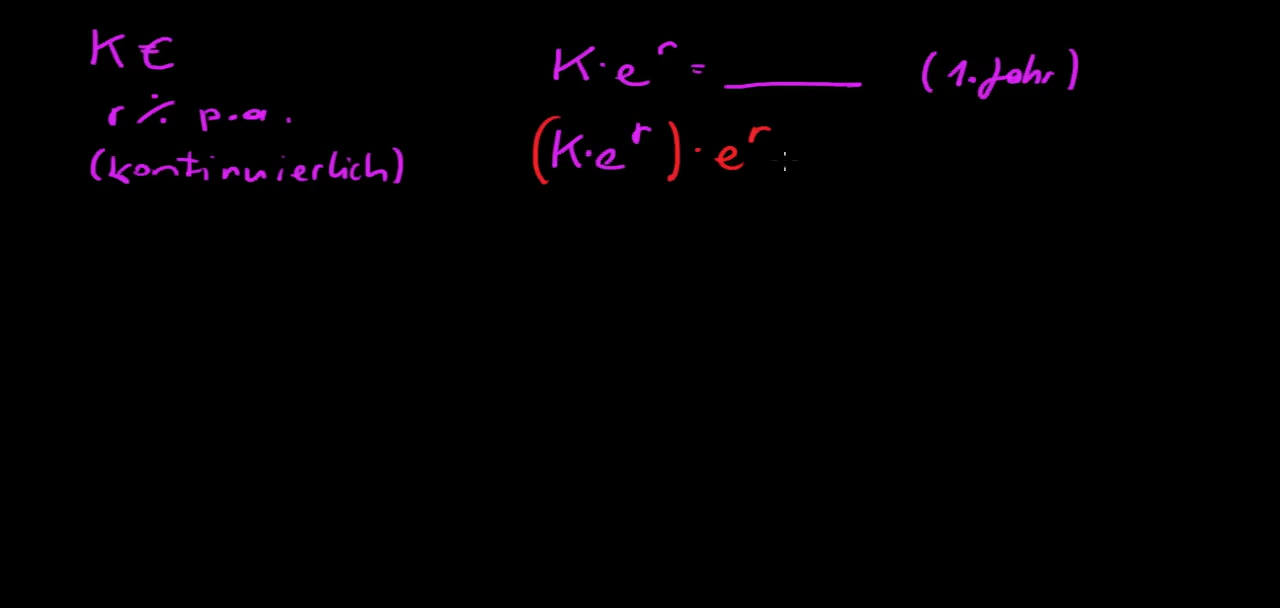 K €
r % p.a.
(kontinuierlich)
K · e^r = ______ (1. Jahr)
(K · e^r) · e^r